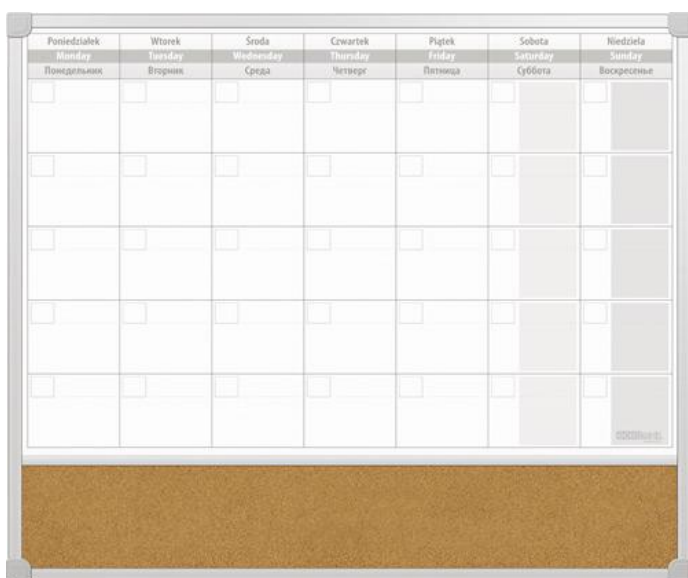 Poniedziałek Wtorek Środa Czwartek Piątek Sobota Niedziela
Monday Tuesday Wednesday Thursday Friday Saturday Sunday
Понедельник Вторник Среда Четверг Пятница Суббота Воскресенье